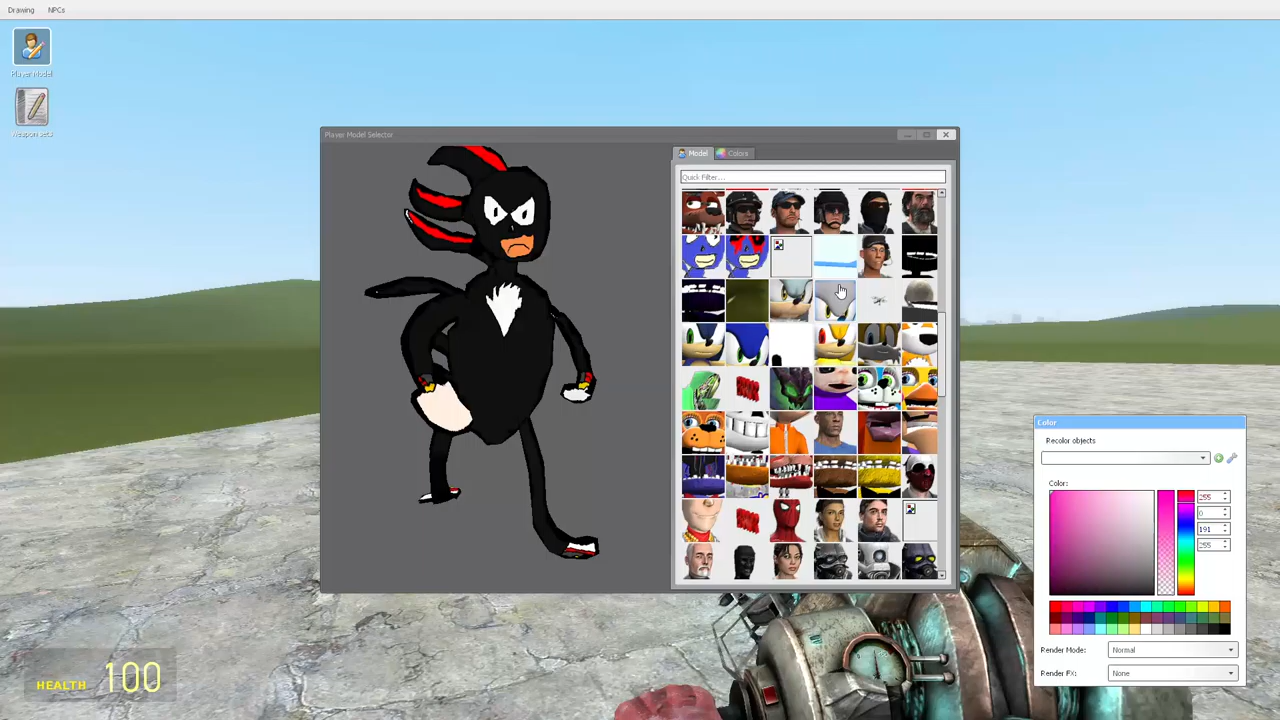 Drawing NPCs
Player Model
Weapon sets
Player Model Selector
Model Colors
Quick Filter...
Color
Recolor objects
Color:
255
0
191
255
Render Mode: Normal
Render FX: None
HEALTH 100